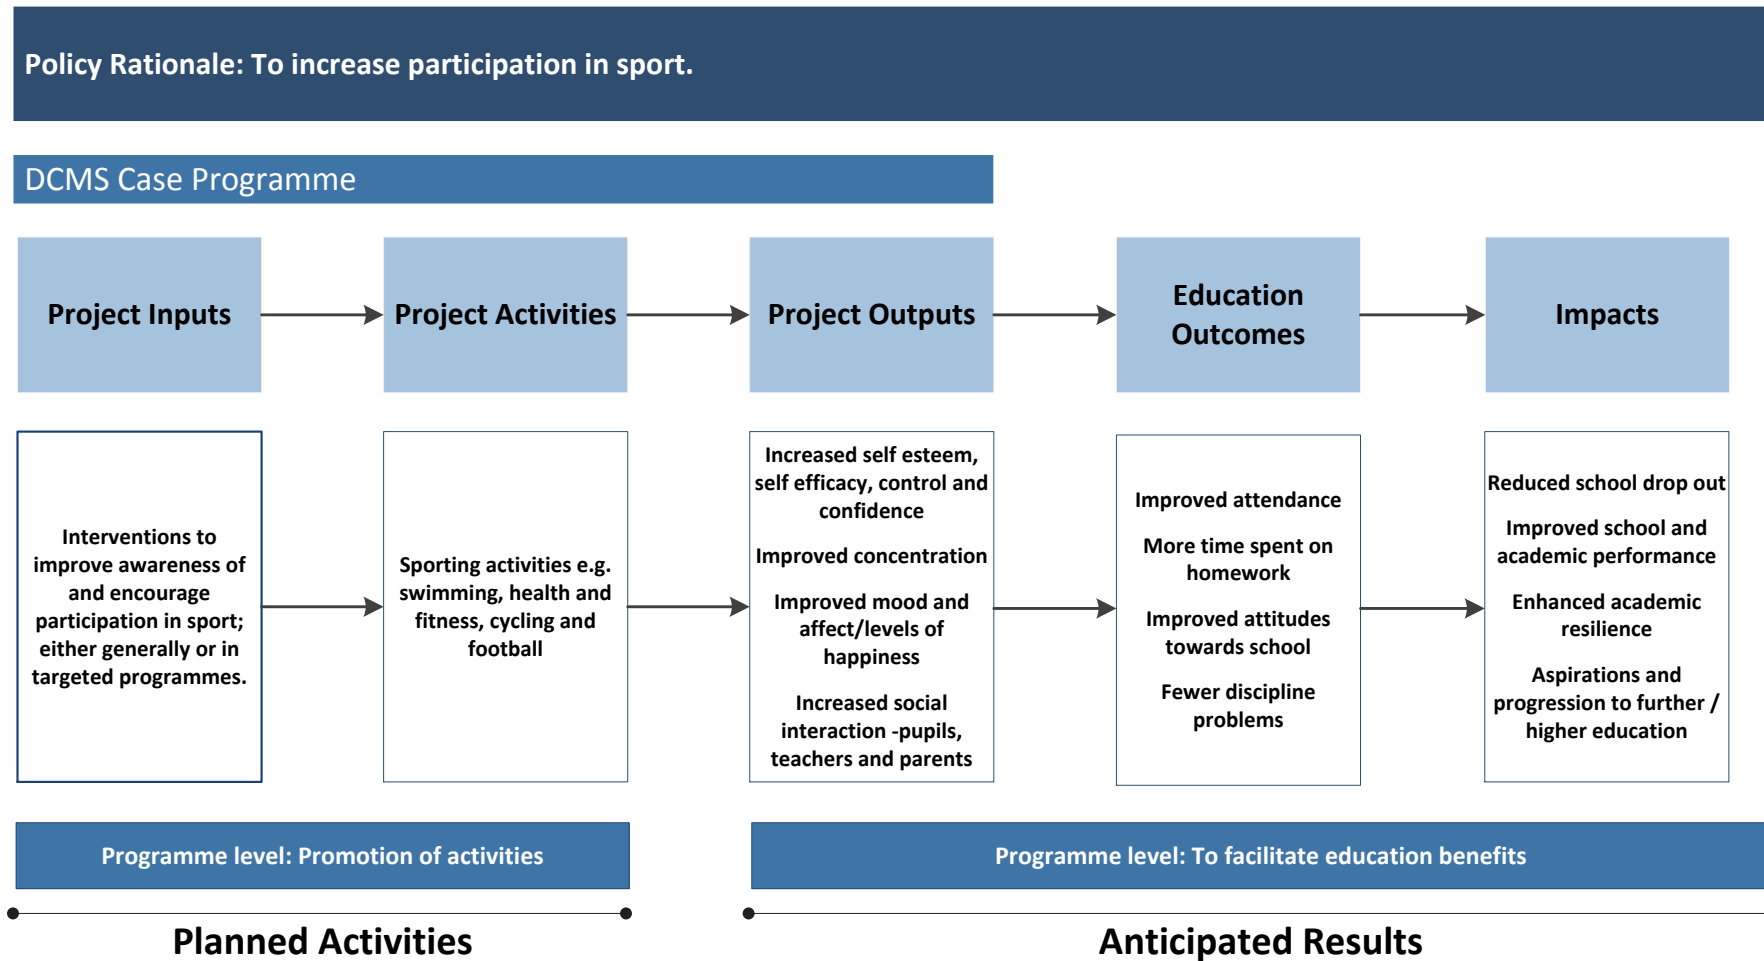 Policy Rationale: To increase participation in sport.
DCMS Case Programme
Project Inputs
Project Activities
Project Outputs
Education
Outcomes
Impacts
Interventions to
improve awareness of
and encourage
participation in sport;
either generally or in
targeted programmes.
Sporting activities e.g.
swimming, health and
fitness, cycling and
football
Increased self esteem,
self efficacy, control and
confidence
Improved concentration
Improved mood and
affect/levels of
happiness
Increased social
interaction -pupils,
teachers and parents
Improved attendance
More time spent on
homework
Improved attitudes
towards school
Fewer discipline
problems
Reduced school drop out
Improved school and
academic performance
Enhanced academic
resilience
Aspirations and
progression to further /
higher education
Programme level: Promotion of activities
Programme level: To facilitate education benefits
Planned Activities
Anticipated Results